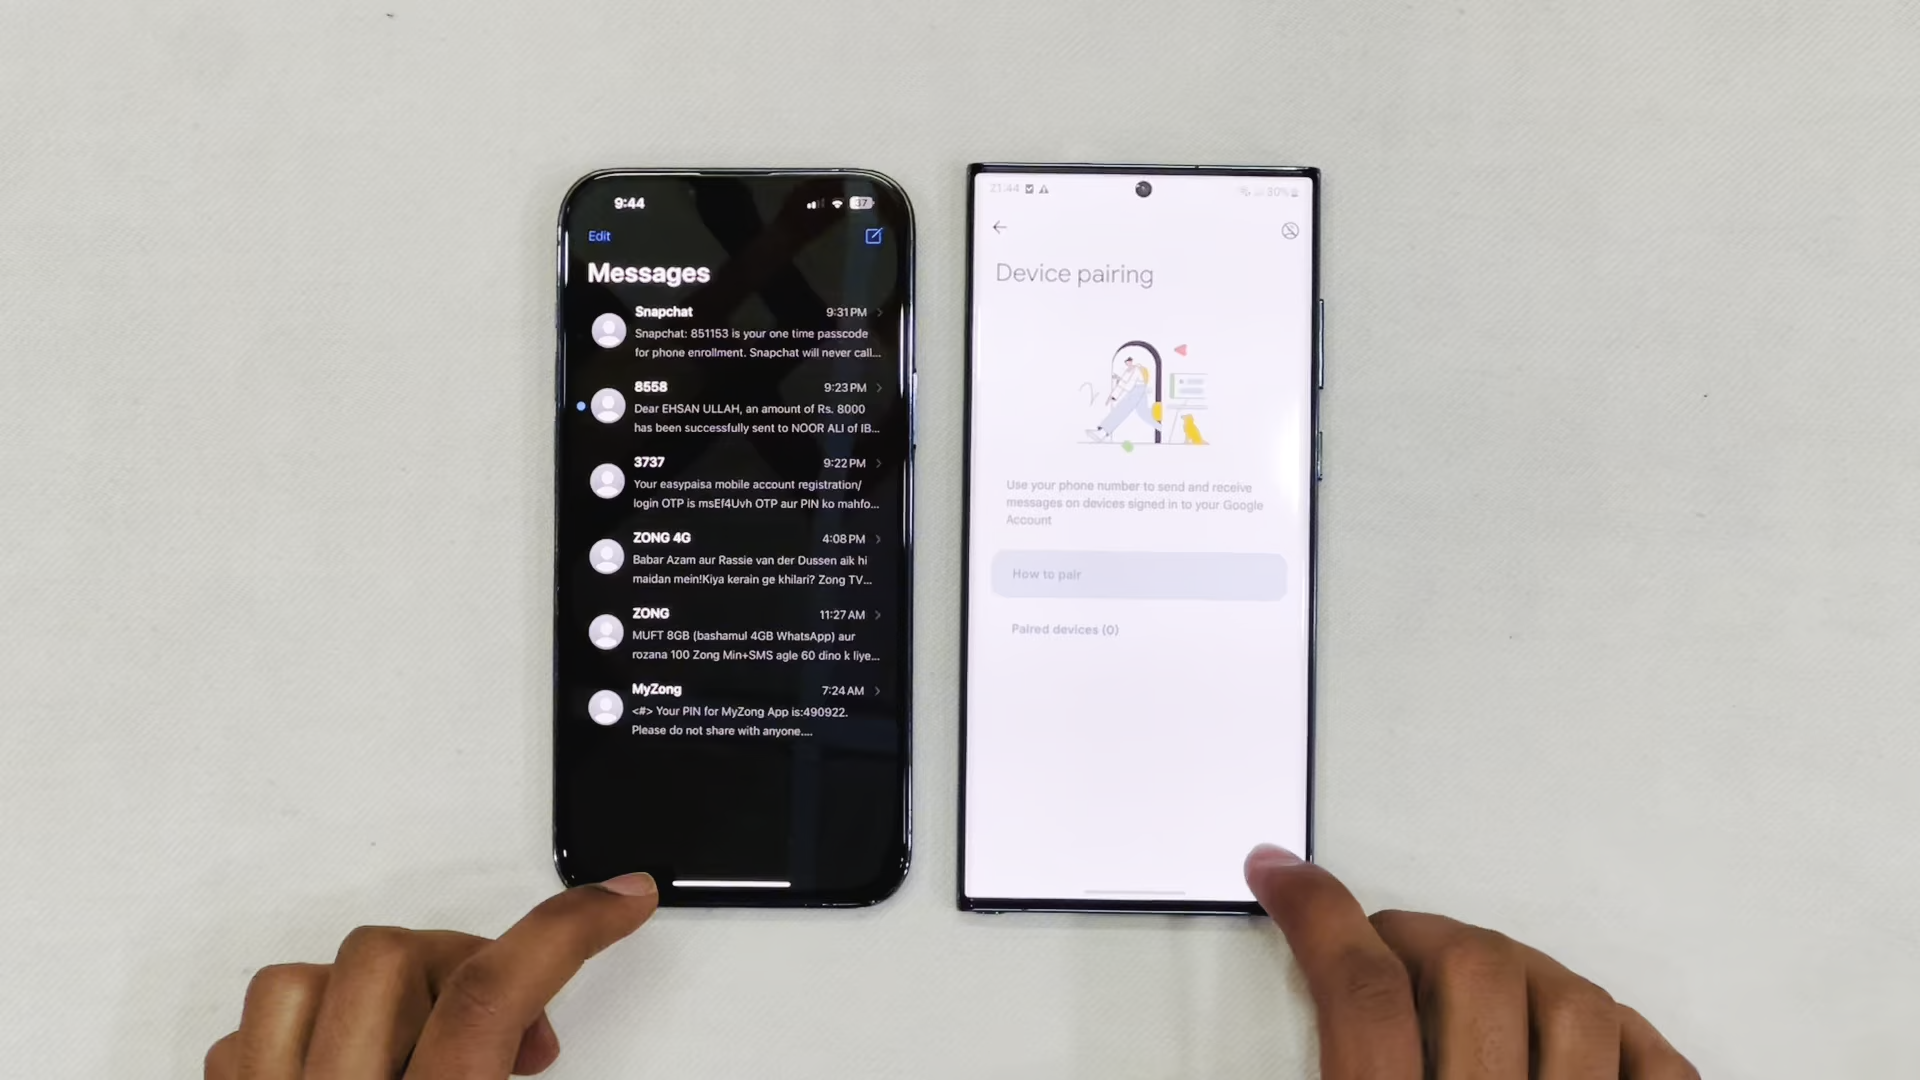 9:44
37
Edit
Messages
Snapchat 9:31 PM
Snapchat: 851153 is your one time passcode
for phone enrollment. Snapchat will never call...
8558 9:23 PM
Dear EHSAN ULLAH, an amount of Rs. 8000
has been successfully sent to NOOR ALI of IB...
3737 9:22 PM
Your easypaisa mobile account registration/
login OTP is msEf4Uvh OTP aur PIN ko mahfo...
ZONG 4G 4:08 PM
Babar Azam aur Rassie van der Dussen aik hi
maidan mein!Kiya kerain ge khilari? Zong TV...
ZONG 11:27 AM
MUFT 8GB (bashamul 4GB WhatsApp) aur
rozana 100 Zong Min+SMS agle 60 dino k liye...
MyZong 7:24 AM
<#> Your PIN for MyZong App is:490922.
Please do not share with anyone....
21:44
30%
Device pairing
Use your phone number to send and receive
messages on devices signed in to your Google
Account
How to pair
Paired devices (0)